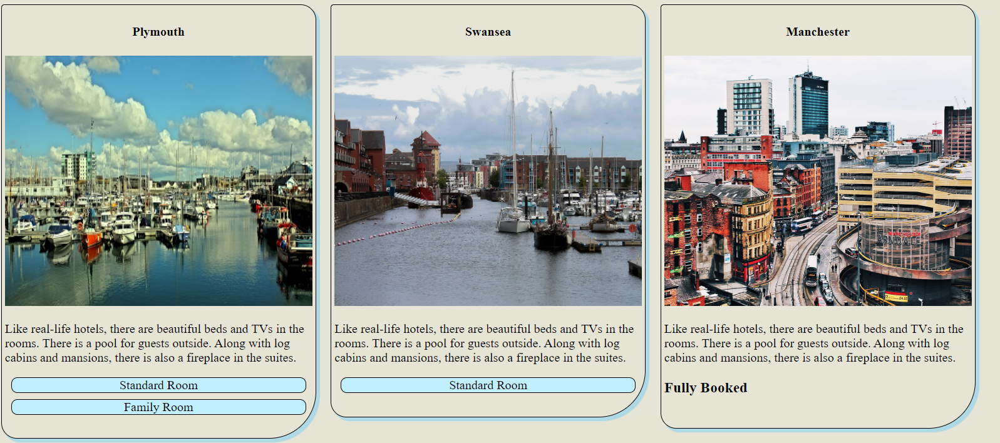 Plymouth
Like real-life hotels, there are beautiful beds and TVs in the
rooms. There is a pool for guests outside. Along with log
cabins and mansions, there is also a fireplace in the suites.
Standard Room
Family Room
Swansea
Like real-life hotels, there are beautiful beds and TVs in the
rooms. There is a pool for guests outside. Along with log
cabins and mansions, there is also a fireplace in the suites.
Standard Room
Manchester
MANCHESTER
ARNDALE
£4.10
Like real-life hotels, there are beautiful beds and TVs in the
rooms. There is a pool for guests outside. Along with log
cabins and mansions, there is also a fireplace in the suites.
Fully Booked